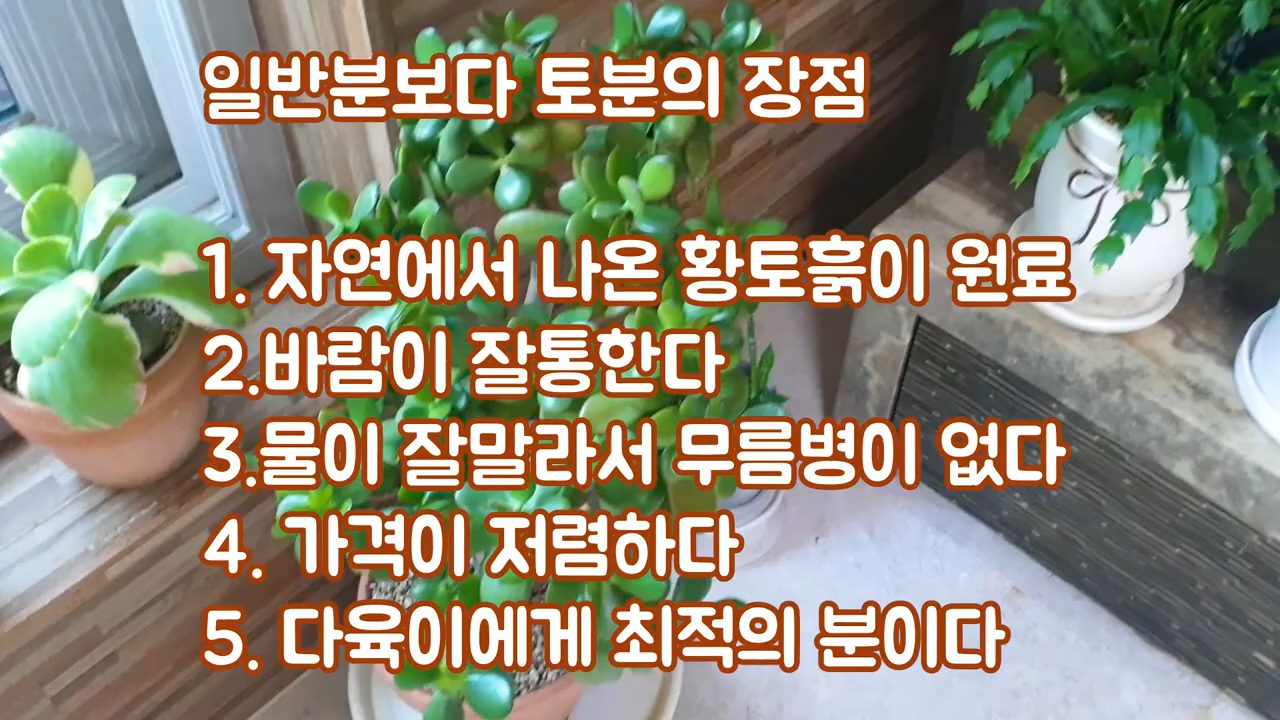 일반분보다 토분의 장점
1. 자연에서 나온 황토흙이 원료
2.바람이 잘통한다
3.물이 잘말라서 무름병이 없다
4. 가격이 저렴하다
5. 다육이에게 최적의 분이다